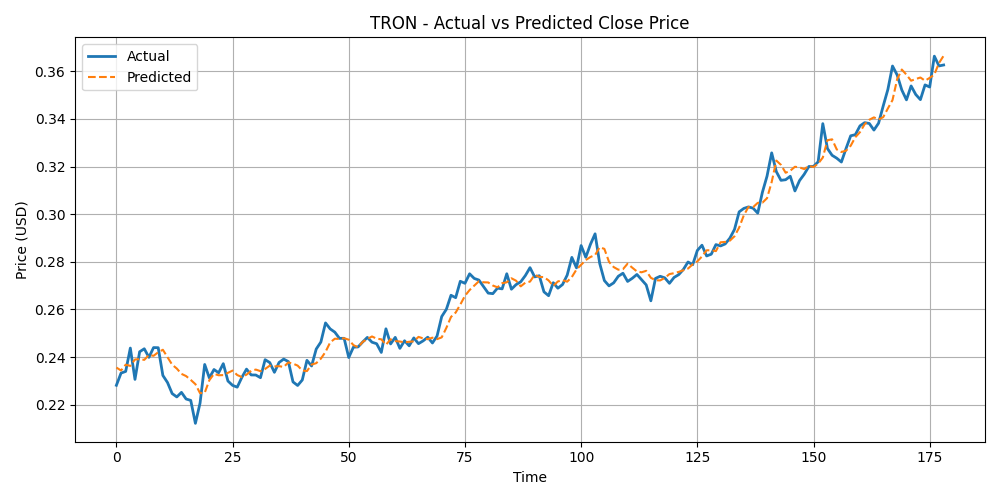 TRON - Actual vs Predicted Close Price
Actual
Predicted
Price (USD)
0.36
0.34
0.32
0.30
0.28
0.26
0.24
0.22
0 25 50 75 100 125 150 175
Time